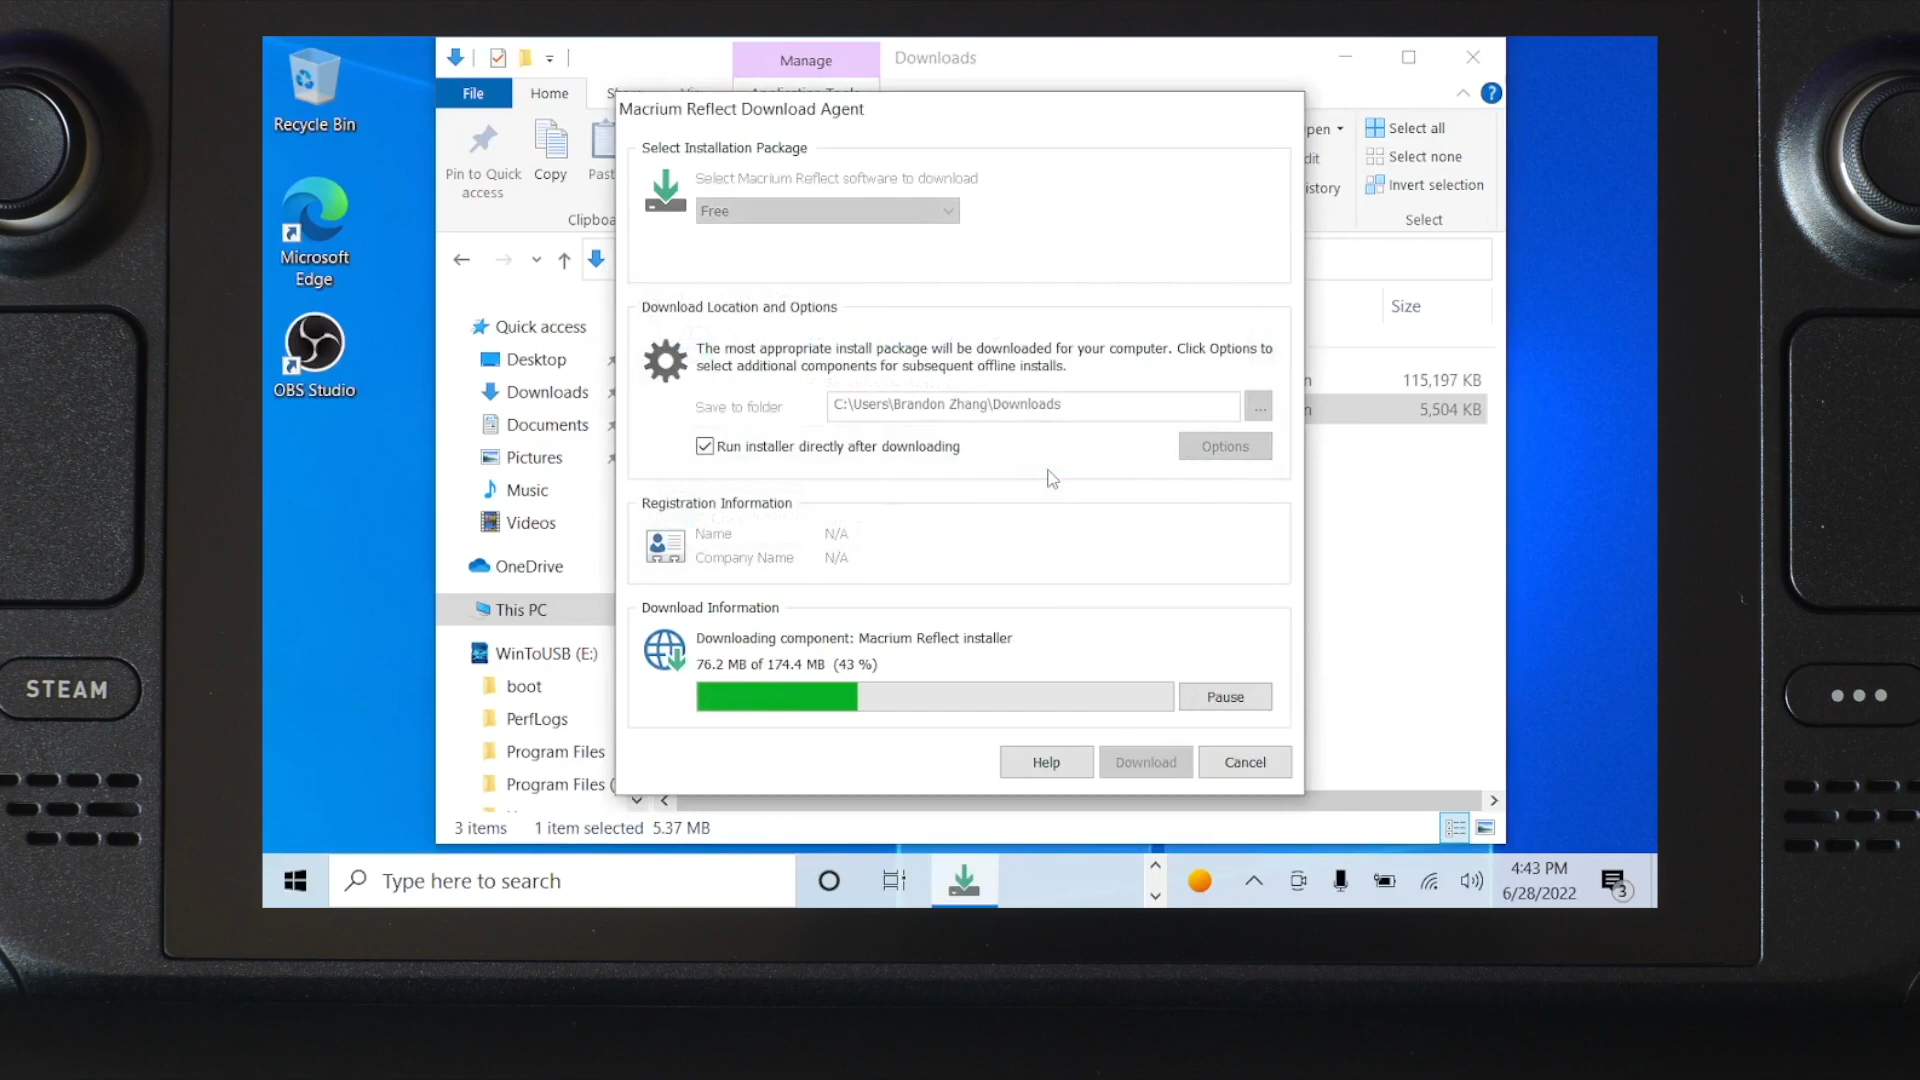 Recycle Bin
Microsoft
Edge
OBS Studio
Manage
Downloads
File
Home
Pin to Quick
access
Copy
Select all
Select none
Invert selection
Select
Size
115,197 KB
5,504 KB
Quick access
Desktop
Downloads
Documents
Pictures
Music
Videos
OneDrive
This PC
WinToUSB (E:)
boot
PerfLogs
Program Files
Program Files (
3 items 1 item selected 5.37 MB
Macrium Reflect Download Agent
Select Installation Package
Select Macrium Reflect software to download
Free
Download Location and Options
The most appropriate install package will be downloaded for your computer. Click Options to
select additional components for subsequent offline installs.
Save to folder C:\Users\Brandon Zhang\Downloads ...
Run installer directly after downloading
Options
Registration Information
Name N/A
Company Name N/A
Download Information
Downloading component: Macrium Reflect installer
76.2 MB of 174.4 MB (43 %)
Pause
Help Download Cancel
Type here to search
4:43 PM
6/28/2022
3
STEAM